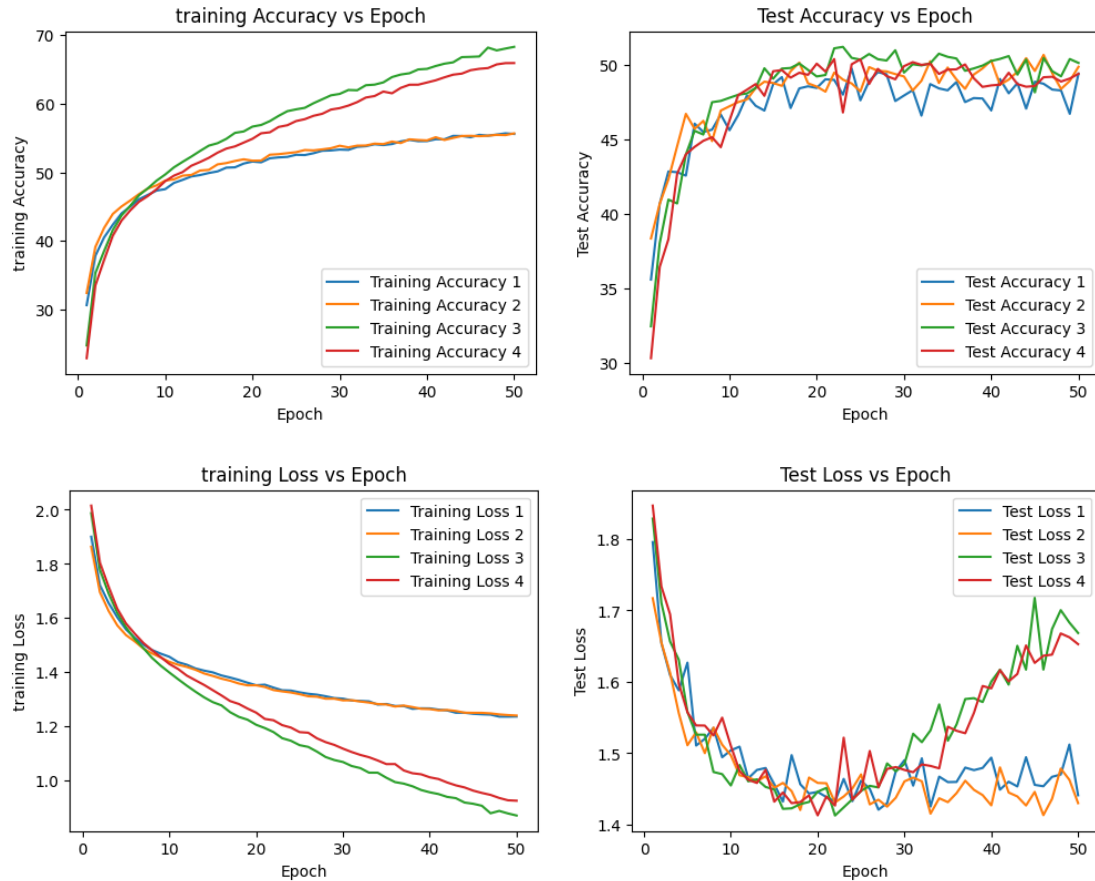 training Accuracy vs Epoch
training Accuracy
70
60
50
40
30
Training Accuracy 1
Training Accuracy 2
Training Accuracy 3
Training Accuracy 4
0 10 20 30 40 50
Epoch
Test Accuracy vs Epoch
Test Accuracy
50
45
40
35
30
Test Accuracy 1
Test Accuracy 2
Test Accuracy 3
Test Accuracy 4
0 10 20 30 40 50
Epoch
training Loss vs Epoch
training Loss
2.0
1.8
1.6
1.4
1.2
1.0
Training Loss 1
Training Loss 2
Training Loss 3
Training Loss 4
0 10 20 30 40 50
Epoch
Test Loss vs Epoch
Test Loss
1.8
1.7
1.6
1.5
1.4
Test Loss 1
Test Loss 2
Test Loss 3
Test Loss 4
0 10 20 30 40 50
Epoch